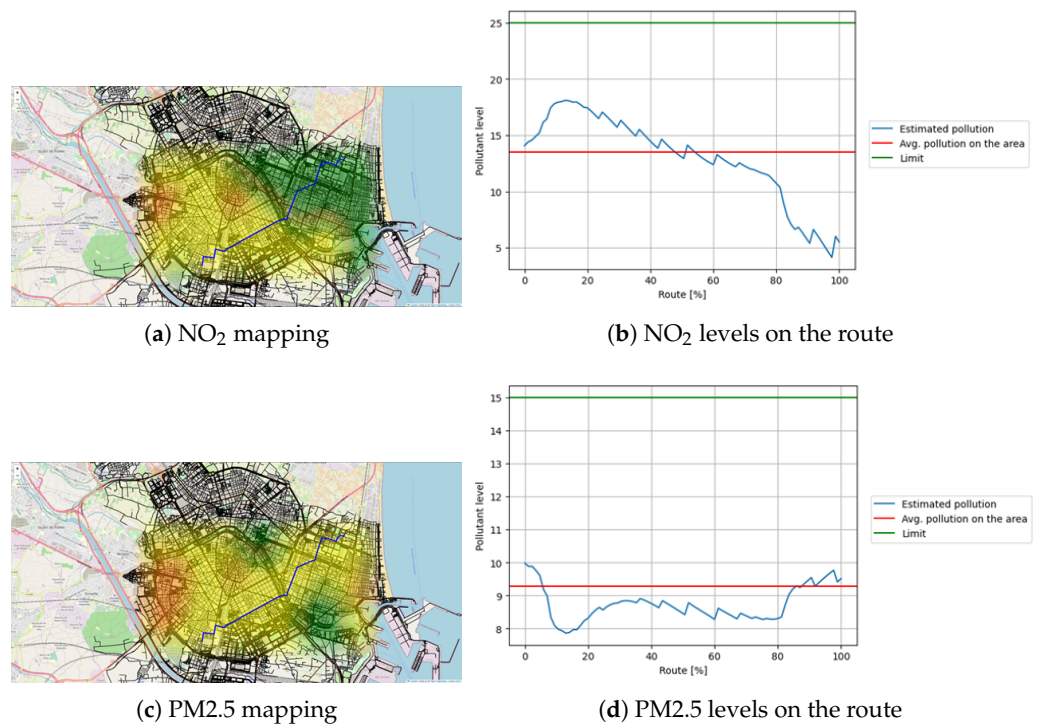 25
20
15
10
5
Pollutant level
0
20
40
60
80
100
Route [%]
Estimated pollution
Avg. pollution on the area
Limit
(a) NO₂ mapping
(b) NO₂ levels on the route
15
14
13
12
11
10
9
8
Pollutant level
0
20
40
60
80
100
Route [%]
Estimated pollution
Avg. pollution on the area
Limit
(c) PM2.5 mapping
(d) PM2.5 levels on the route